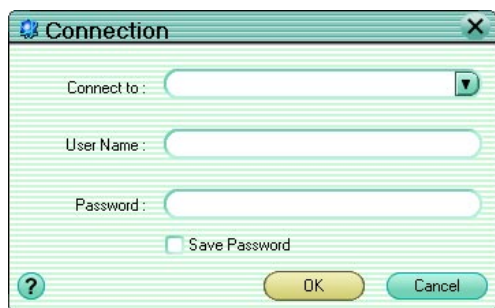 Connection
Connect to :
User Name :
Password :
Save Password
? OK Cancel